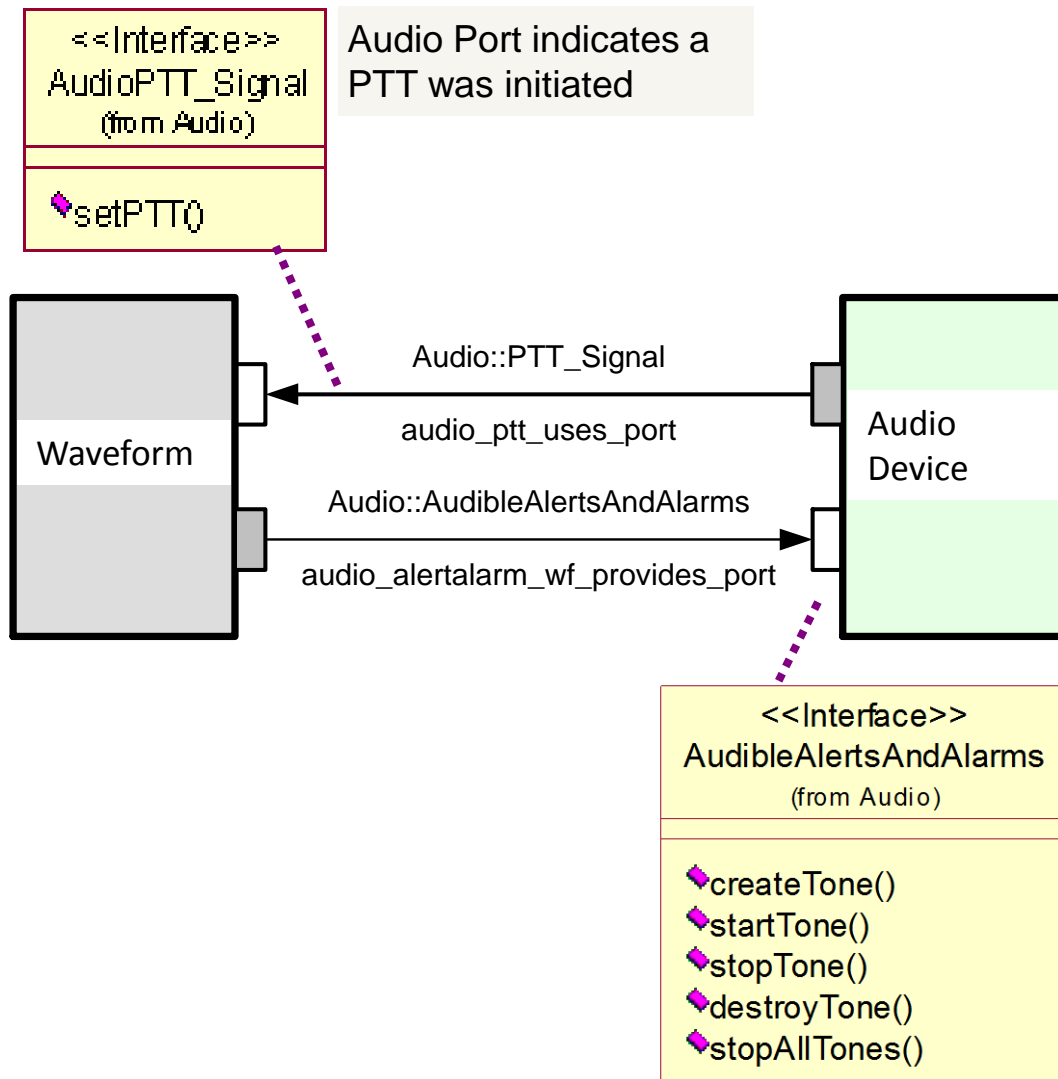 <<Interface>>
AudioPTT_Signal
(from Audio)
setPTT()
Audio Port indicates a
PTT was initiated
Audio::PTT_Signal
audio_ptt_uses_port
Waveform
Audio
Device
Audio::AudibleAlertsAndAlarms
audio_alertalarm_wf_provides_port
<<Interface>>
AudibleAlertsAndAlarms
(from Audio)
createTone()
startTone()
stopTone()
destroyTone()
stopAllTones()